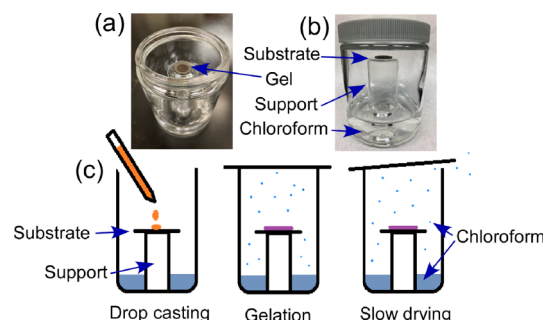 (a)
Gel
(b)
Substrate
Support
Chloroform
(c)
Substrate
Support
Chloroform
Drop casting
Gelation
Slow drying